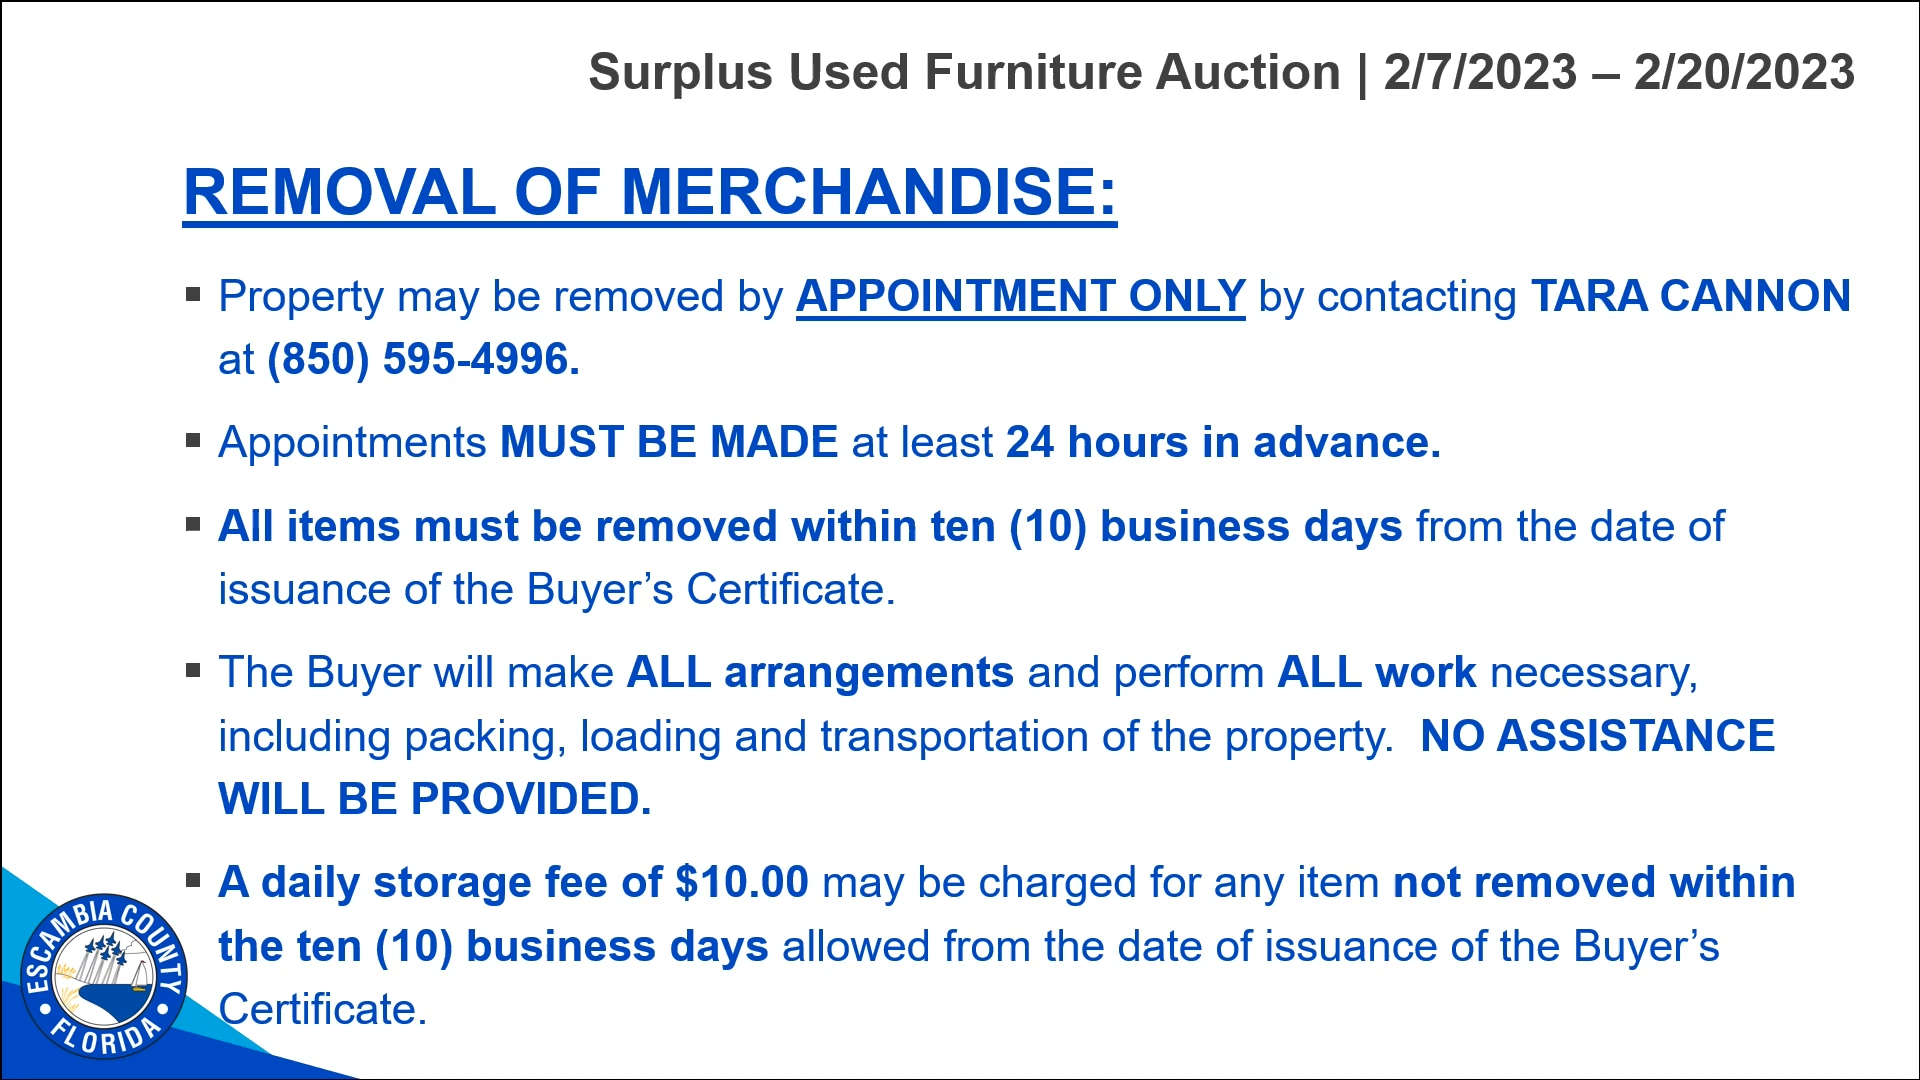 Surplus Used Furniture Auction | 2/7/2023 – 2/20/2023
REMOVAL OF MERCHANDISE:
▪ Property may be removed by APPOINTMENT ONLY by contacting TARA CANNON
at (850) 595-4996.
▪ Appointments MUST BE MADE at least 24 hours in advance.
▪ All items must be removed within ten (10) business days from the date of
issuance of the Buyer’s Certificate.
▪ The Buyer will make ALL arrangements and perform ALL work necessary,
including packing, loading and transportation of the property.  NO ASSISTANCE
WILL BE PROVIDED.
▪ A daily storage fee of $10.00 may be charged for any item not removed within
the ten (10) business days allowed from the date of issuance of the Buyer’s
Certificate.
ESCAMBIA COUNTY
• FLORIDA •